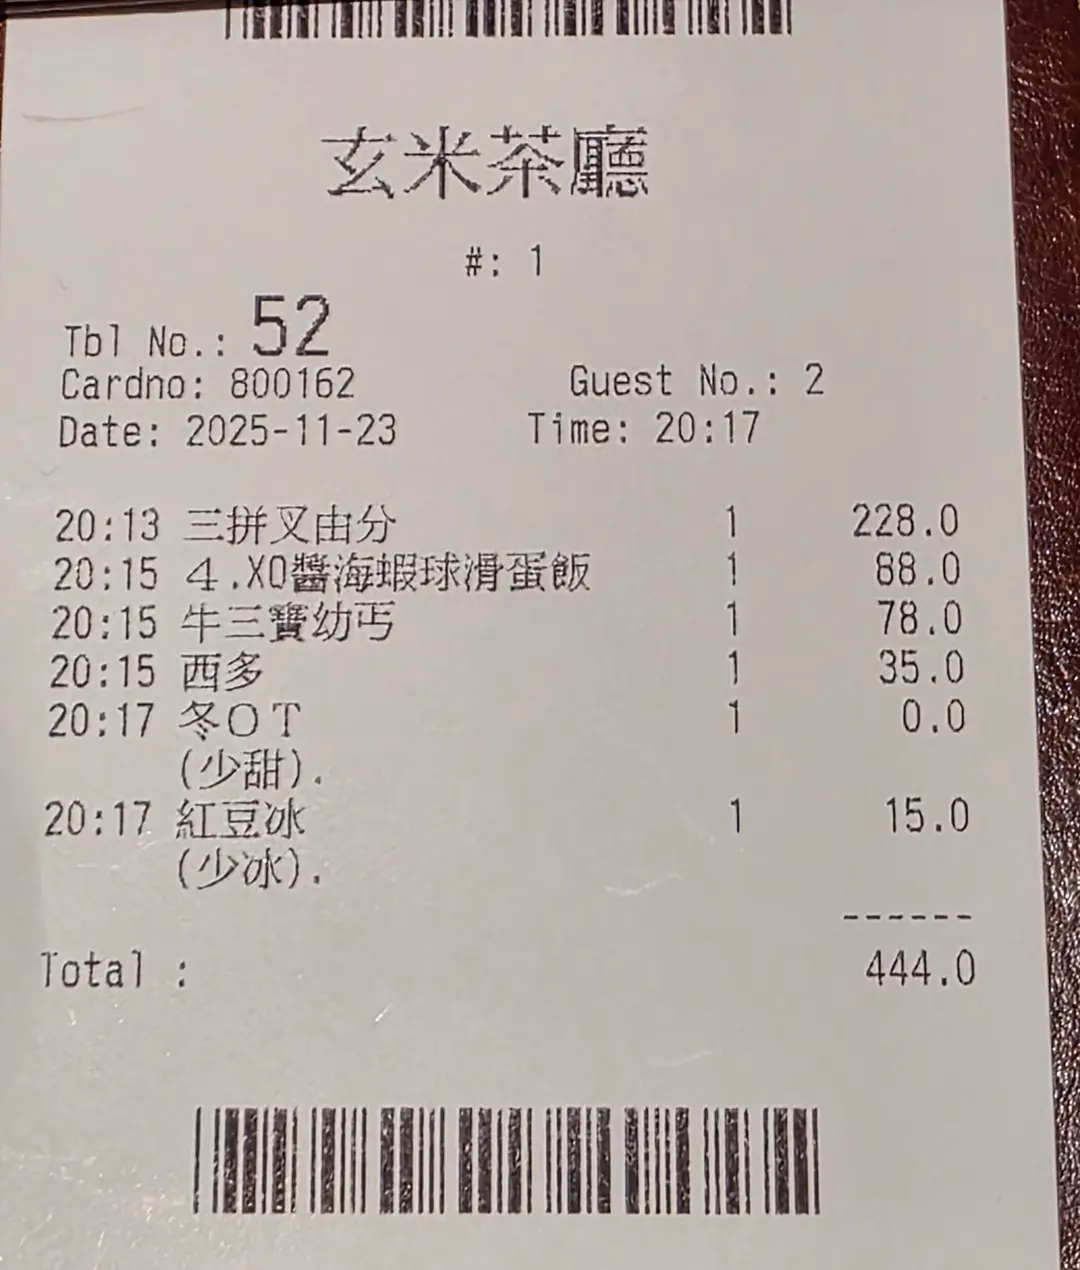 玄米茶廳
#: 1
Tbl No.: 52
Cardno: 800162 Guest No.: 2
Date: 2025-11-23 Time: 20:17
20:13 三拼叉由分 1 228.0
20:15 4.XO醬海蝦球滑蛋飯 1 88.0
20:15 牛三寶幼丐 1 78.0
20:15 西多 1 35.0
20:17 冬OT 1 0.0
(少甜).
20:17 紅豆冰 1 15.0
(少冰).
------
Total : 444.0